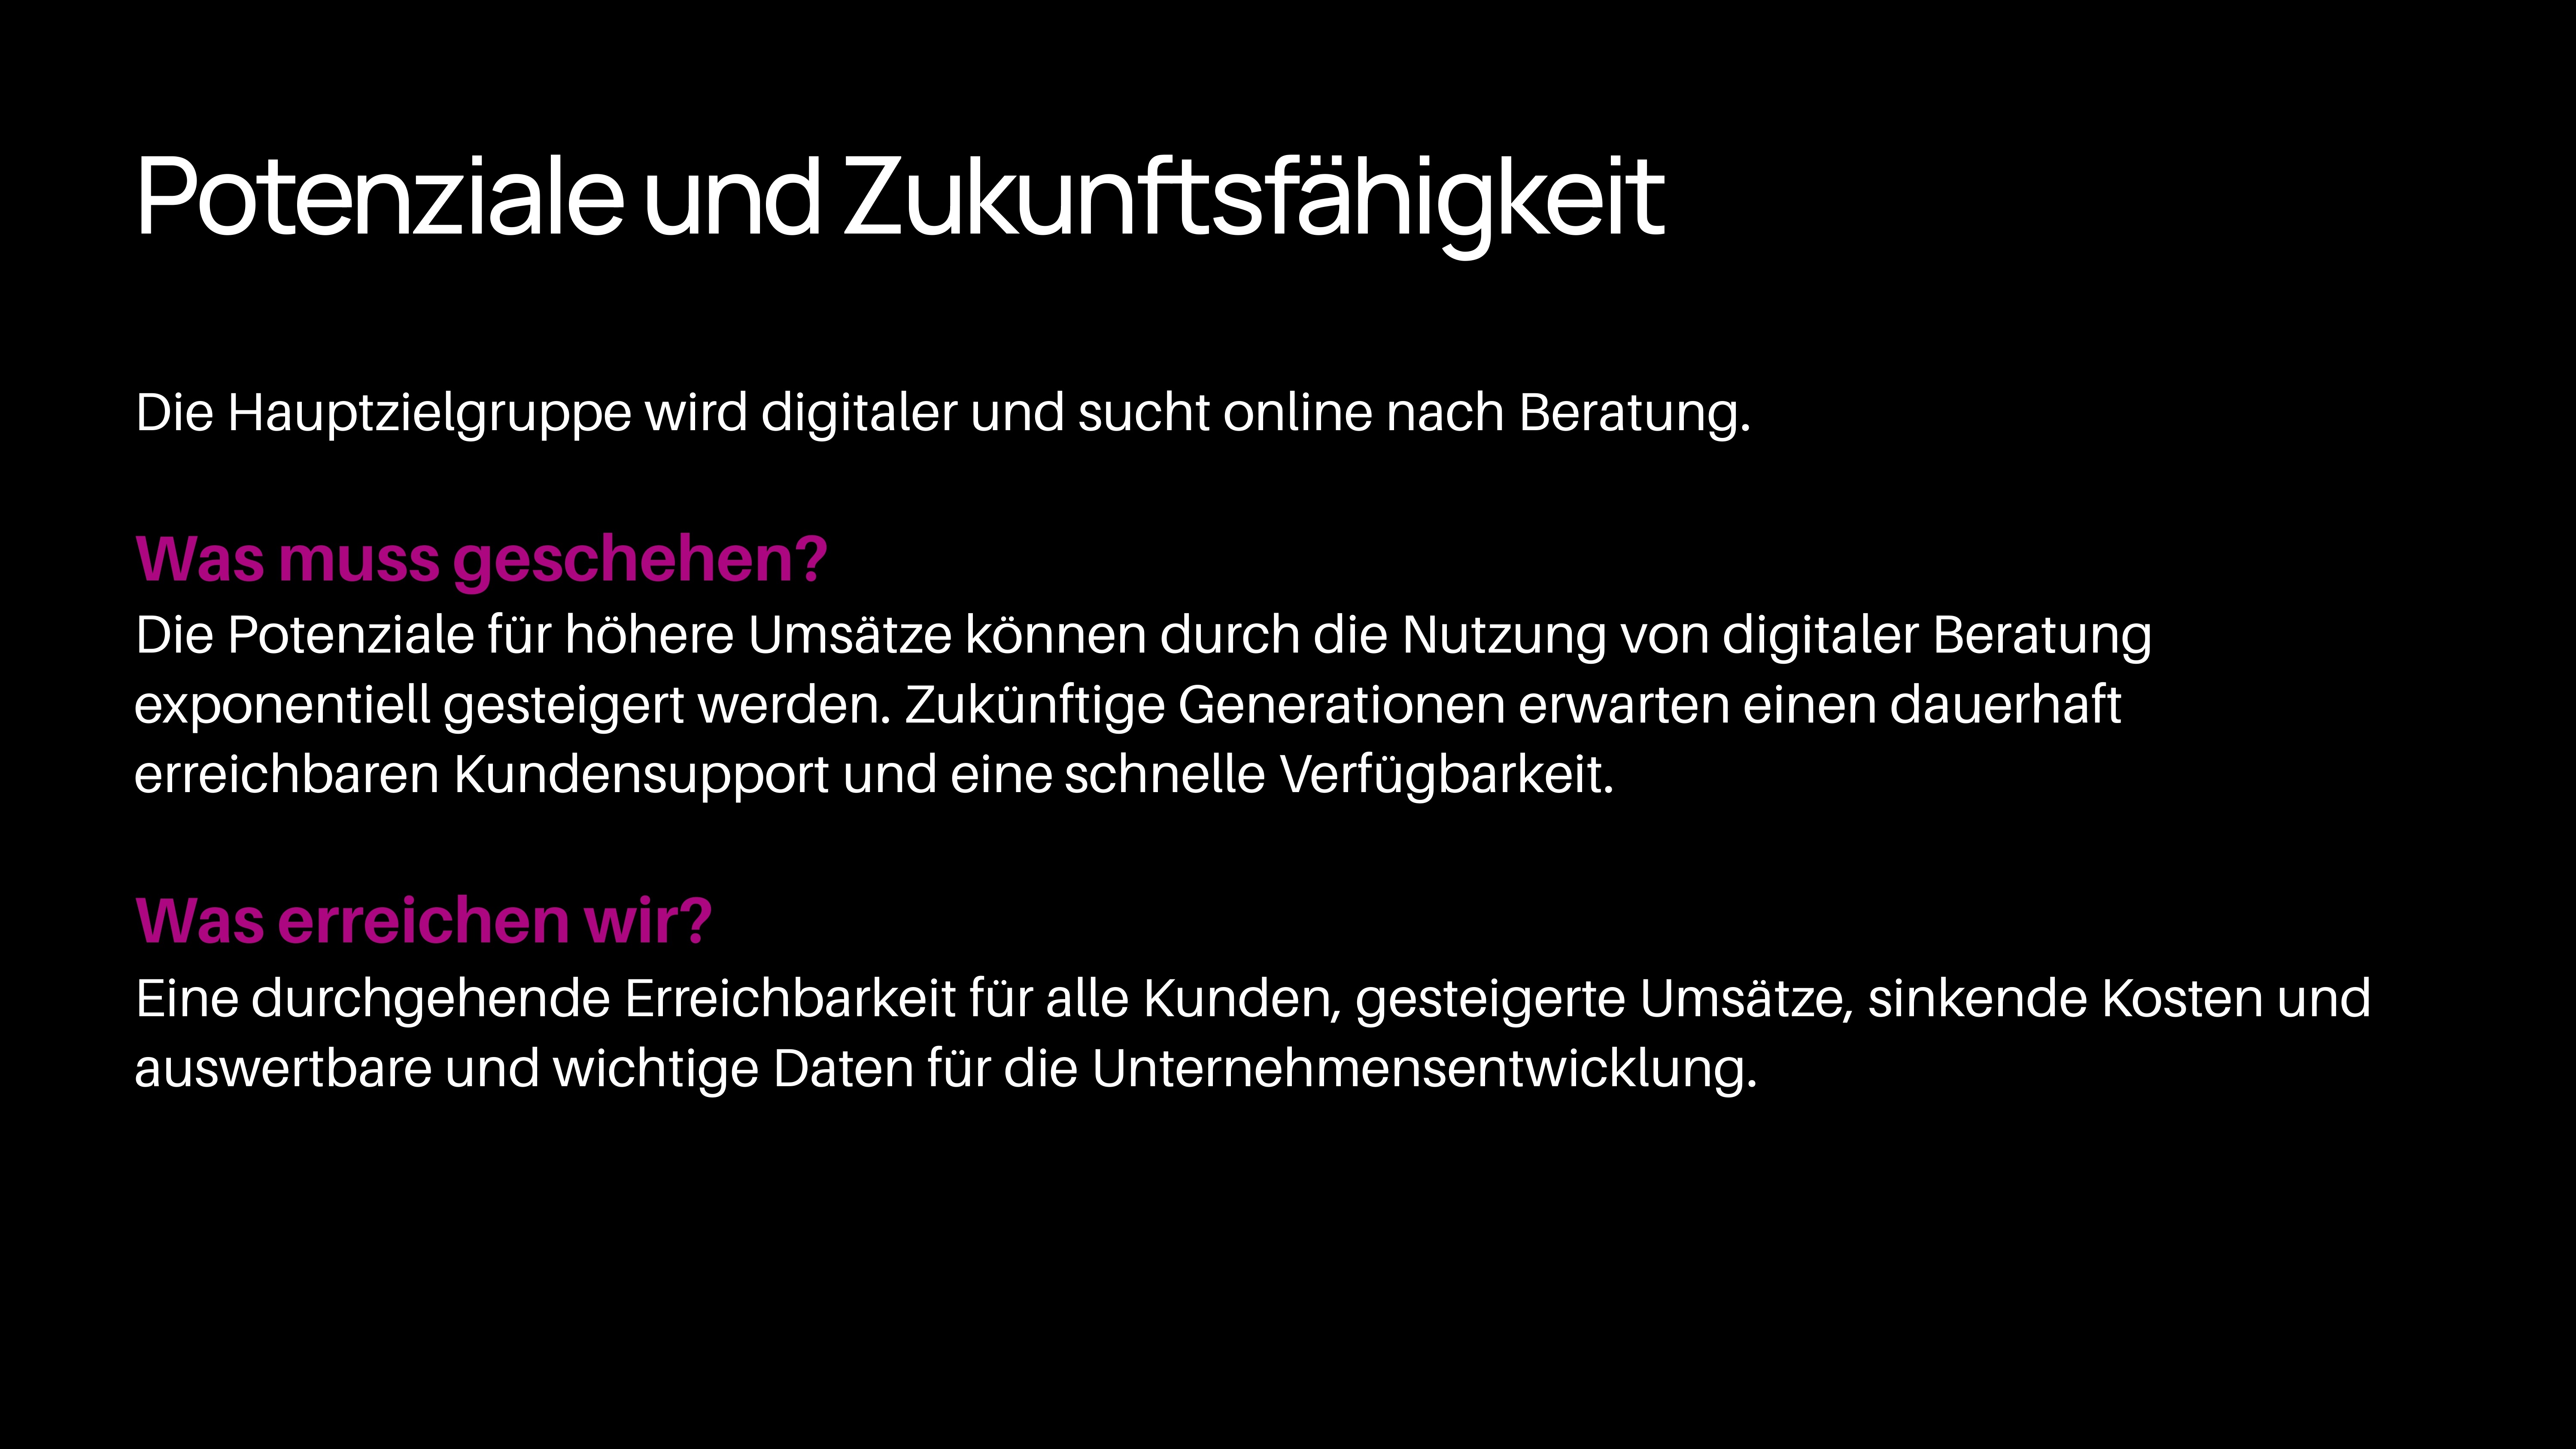 Potenziale und Zukunftsfähigkeit
Die Hauptzielgruppe wird digitaler und sucht online nach Beratung.
Was muss geschehen?
Die Potenziale für höhere Umsätze können durch die Nutzung von digitaler Beratung
exponentiell gesteigert werden. Zukünftige Generationen erwarten einen dauerhaft
erreichbaren Kundensupport und eine schnelle Verfügbarkeit.
Was erreichen wir?
Eine durchgehende Erreichbarkeit für alle Kunden, gesteigerte Umsätze, sinkende Kosten und
auswertbare und wichtige Daten für die Unternehmensentwicklung.